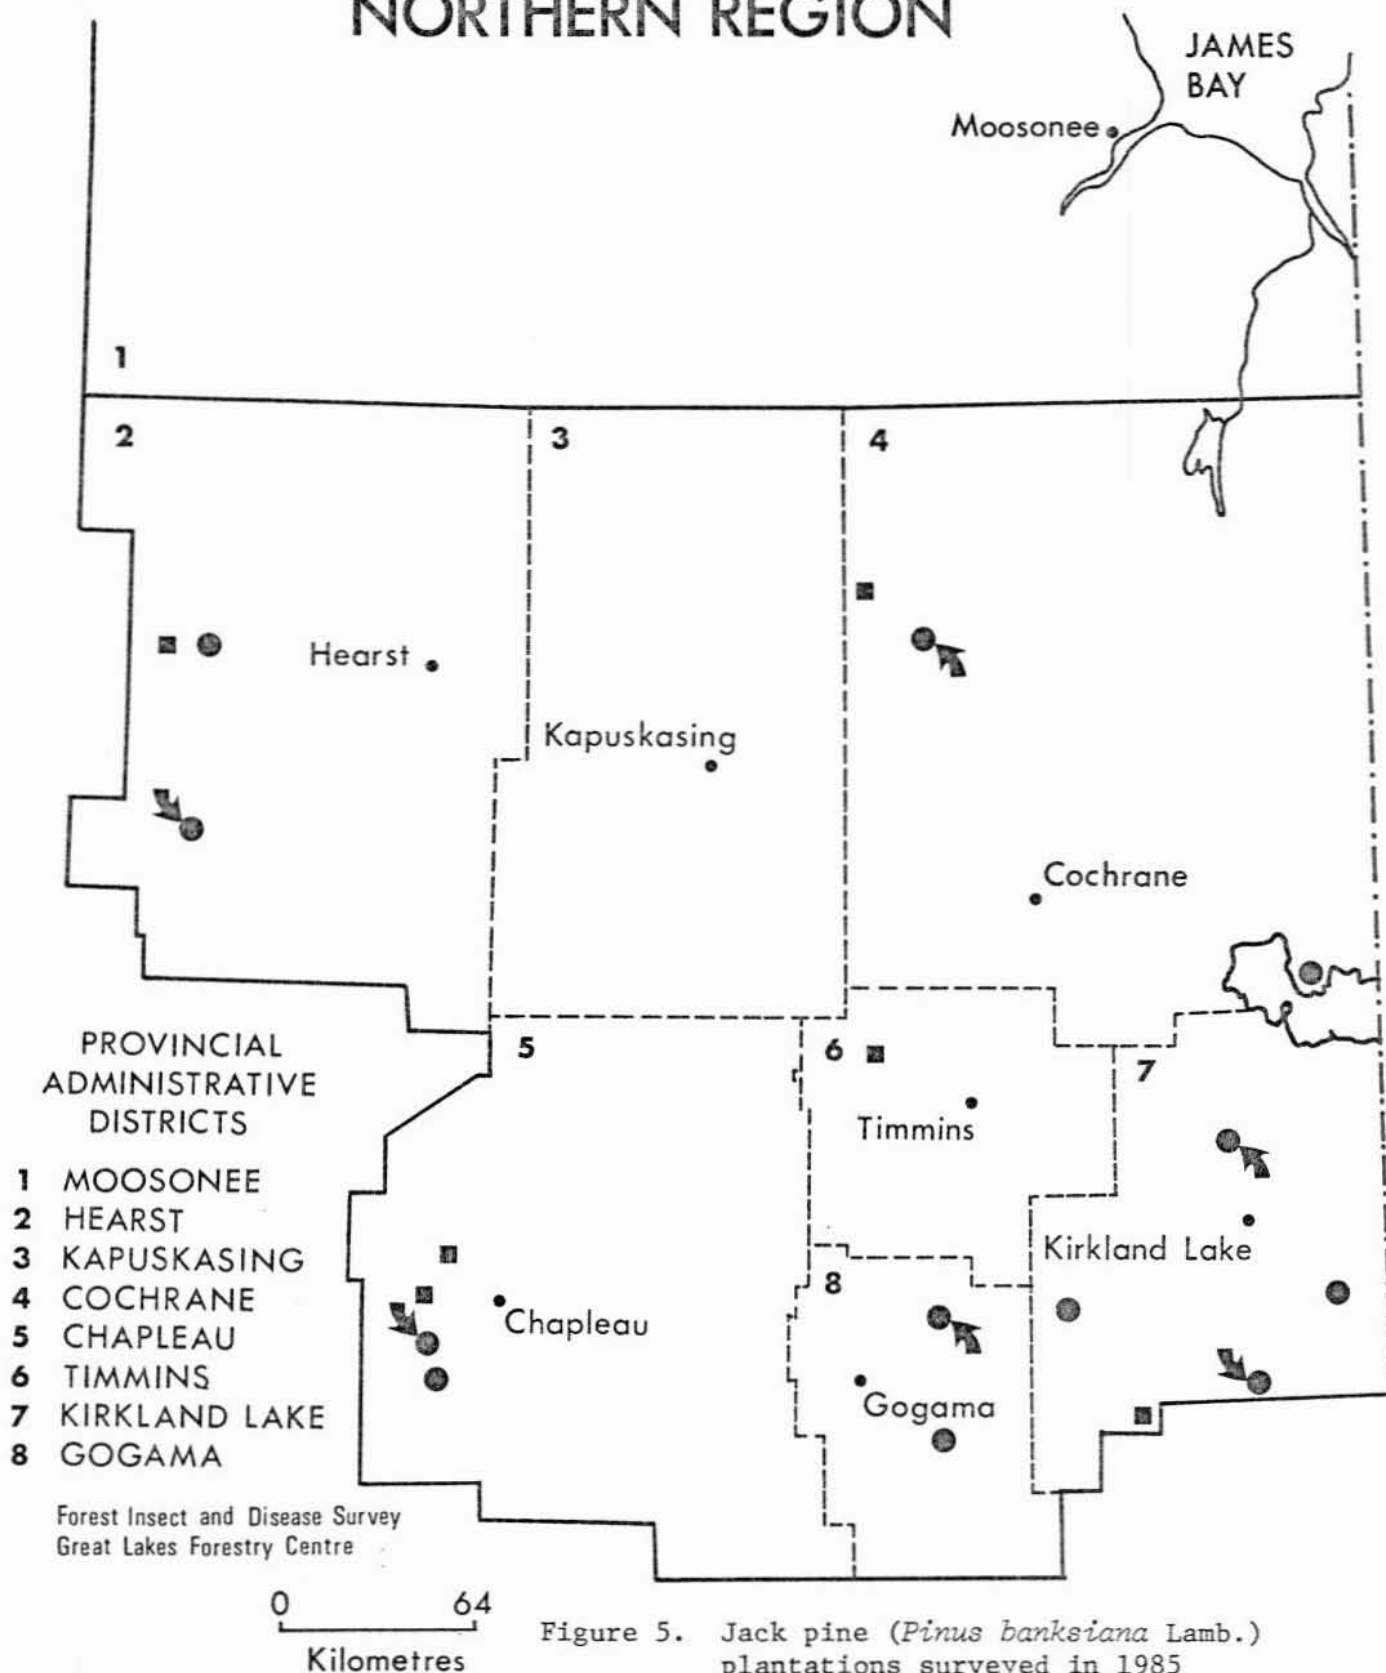 NORTHERN REGION
JAMES
BAY
Moosonee
1
2
3
4
Hearst
Kapuskasing
Cochrane
5
6
7
Timmins
Kirkland Lake
8
Chapleau
Gogama
PROVINCIAL
ADMINISTRATIVE
DISTRICTS
1 MOOSONEE
2 HEARST
3 KAPUSKASING
4 COCHRANE
5 CHAPLEAU
6 TIMMINS
7 KIRKLAND LAKE
8 GOGAMA
Forest Insect and Disease Survey
Great Lakes Forestry Centre
0 64
Kilometres
Figure 5. Jack pine (Pinus banksiana Lamb.)
plantations surveyed in 1985